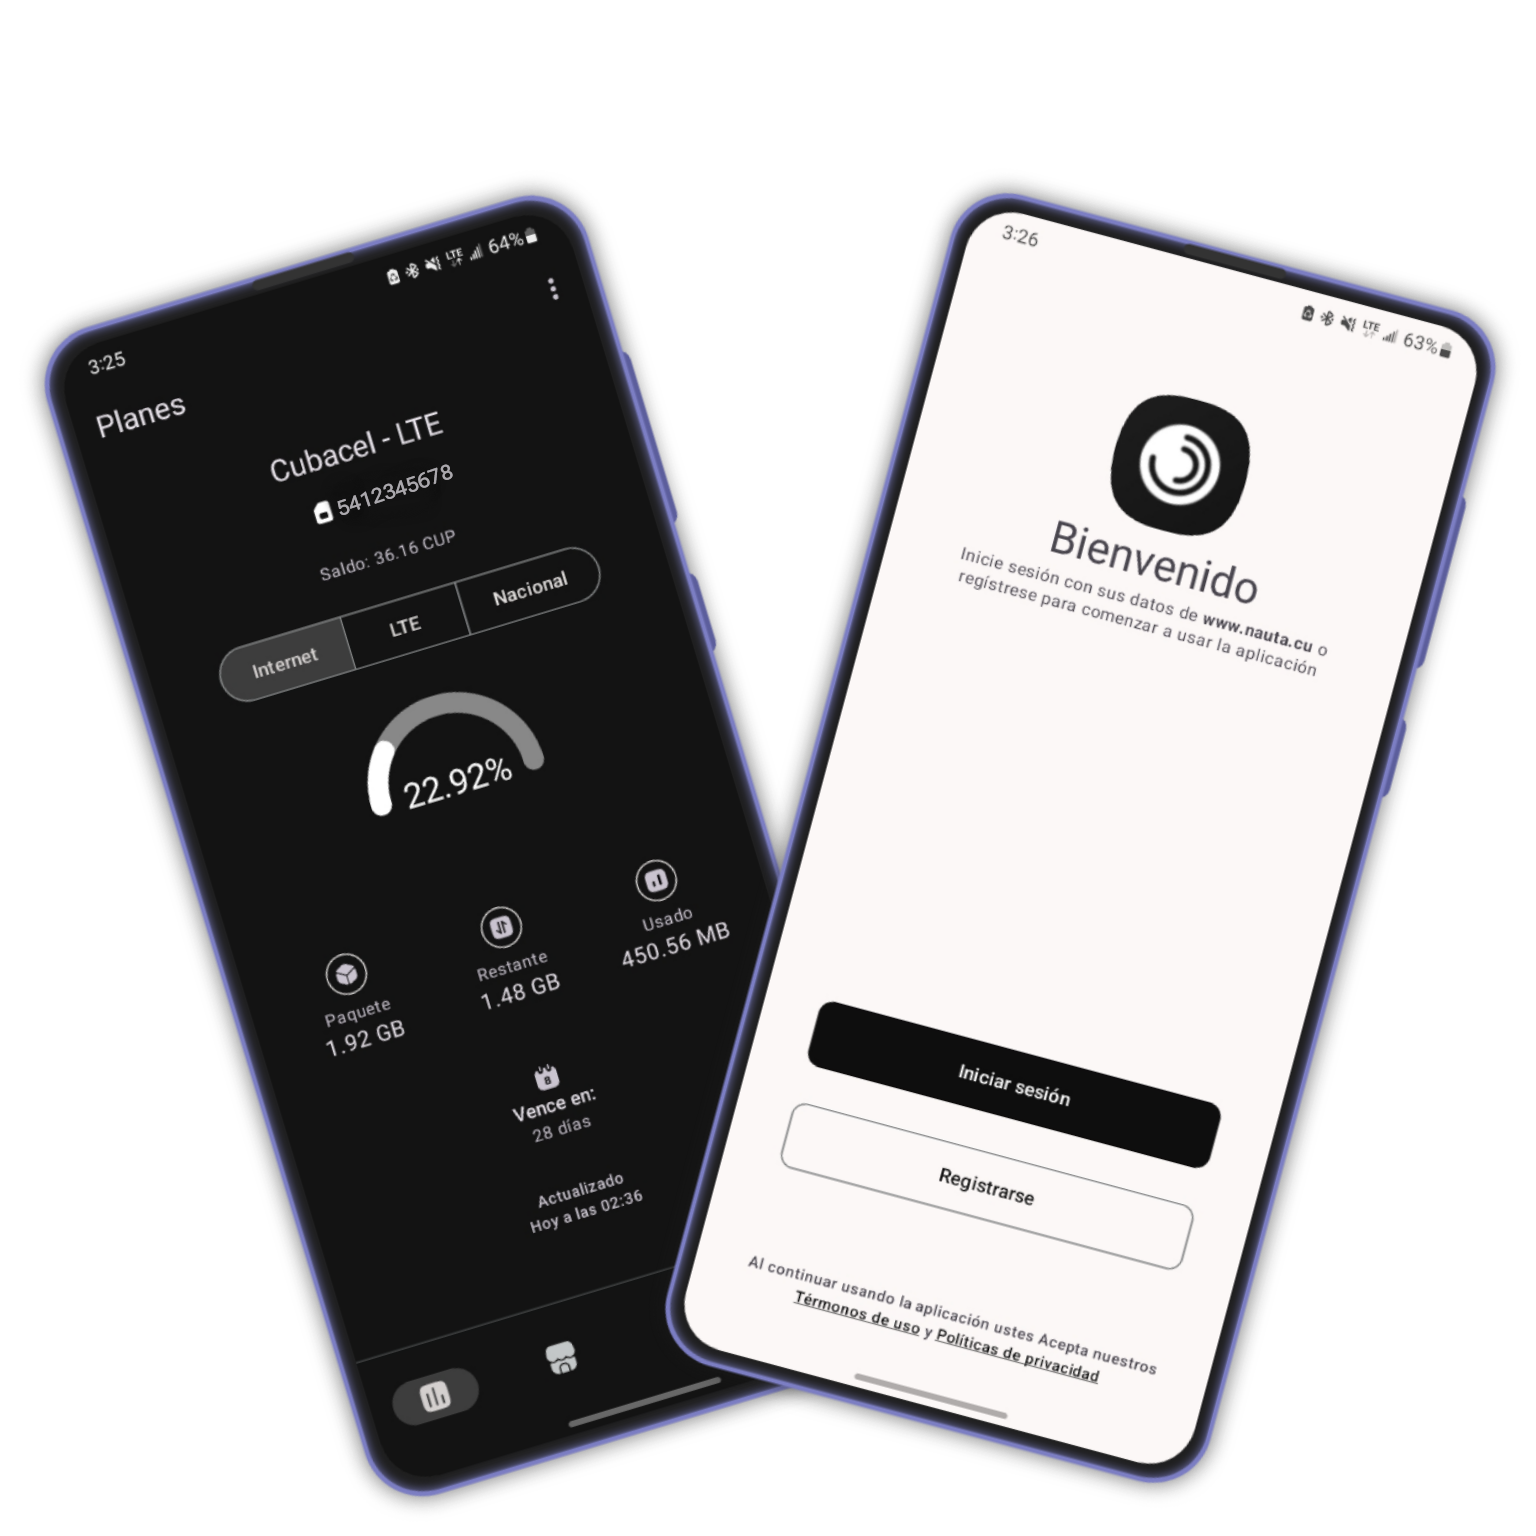 3:25
LTE
64%
Planes
Cubacel - LTE
5412345678
Saldo: 36.16 CUP
Internet
LTE
Nacional
22.92%
Paquete
1.92 GB
Restante
1.48 GB
Usado
450.56 MB
8
Vence en:
28 días
Actualizado
Hoy a las 02:36
3:26
LTE
63%
Bienvenido
Inicie sesión con sus datos de www.nauta.cu o
regístrese para comenzar a usar la aplicación
Iniciar sesión
Registrarse
Al continuar usando la aplicación ustes Acepta nuestros
Térmonos de uso y Políticas de privacidad